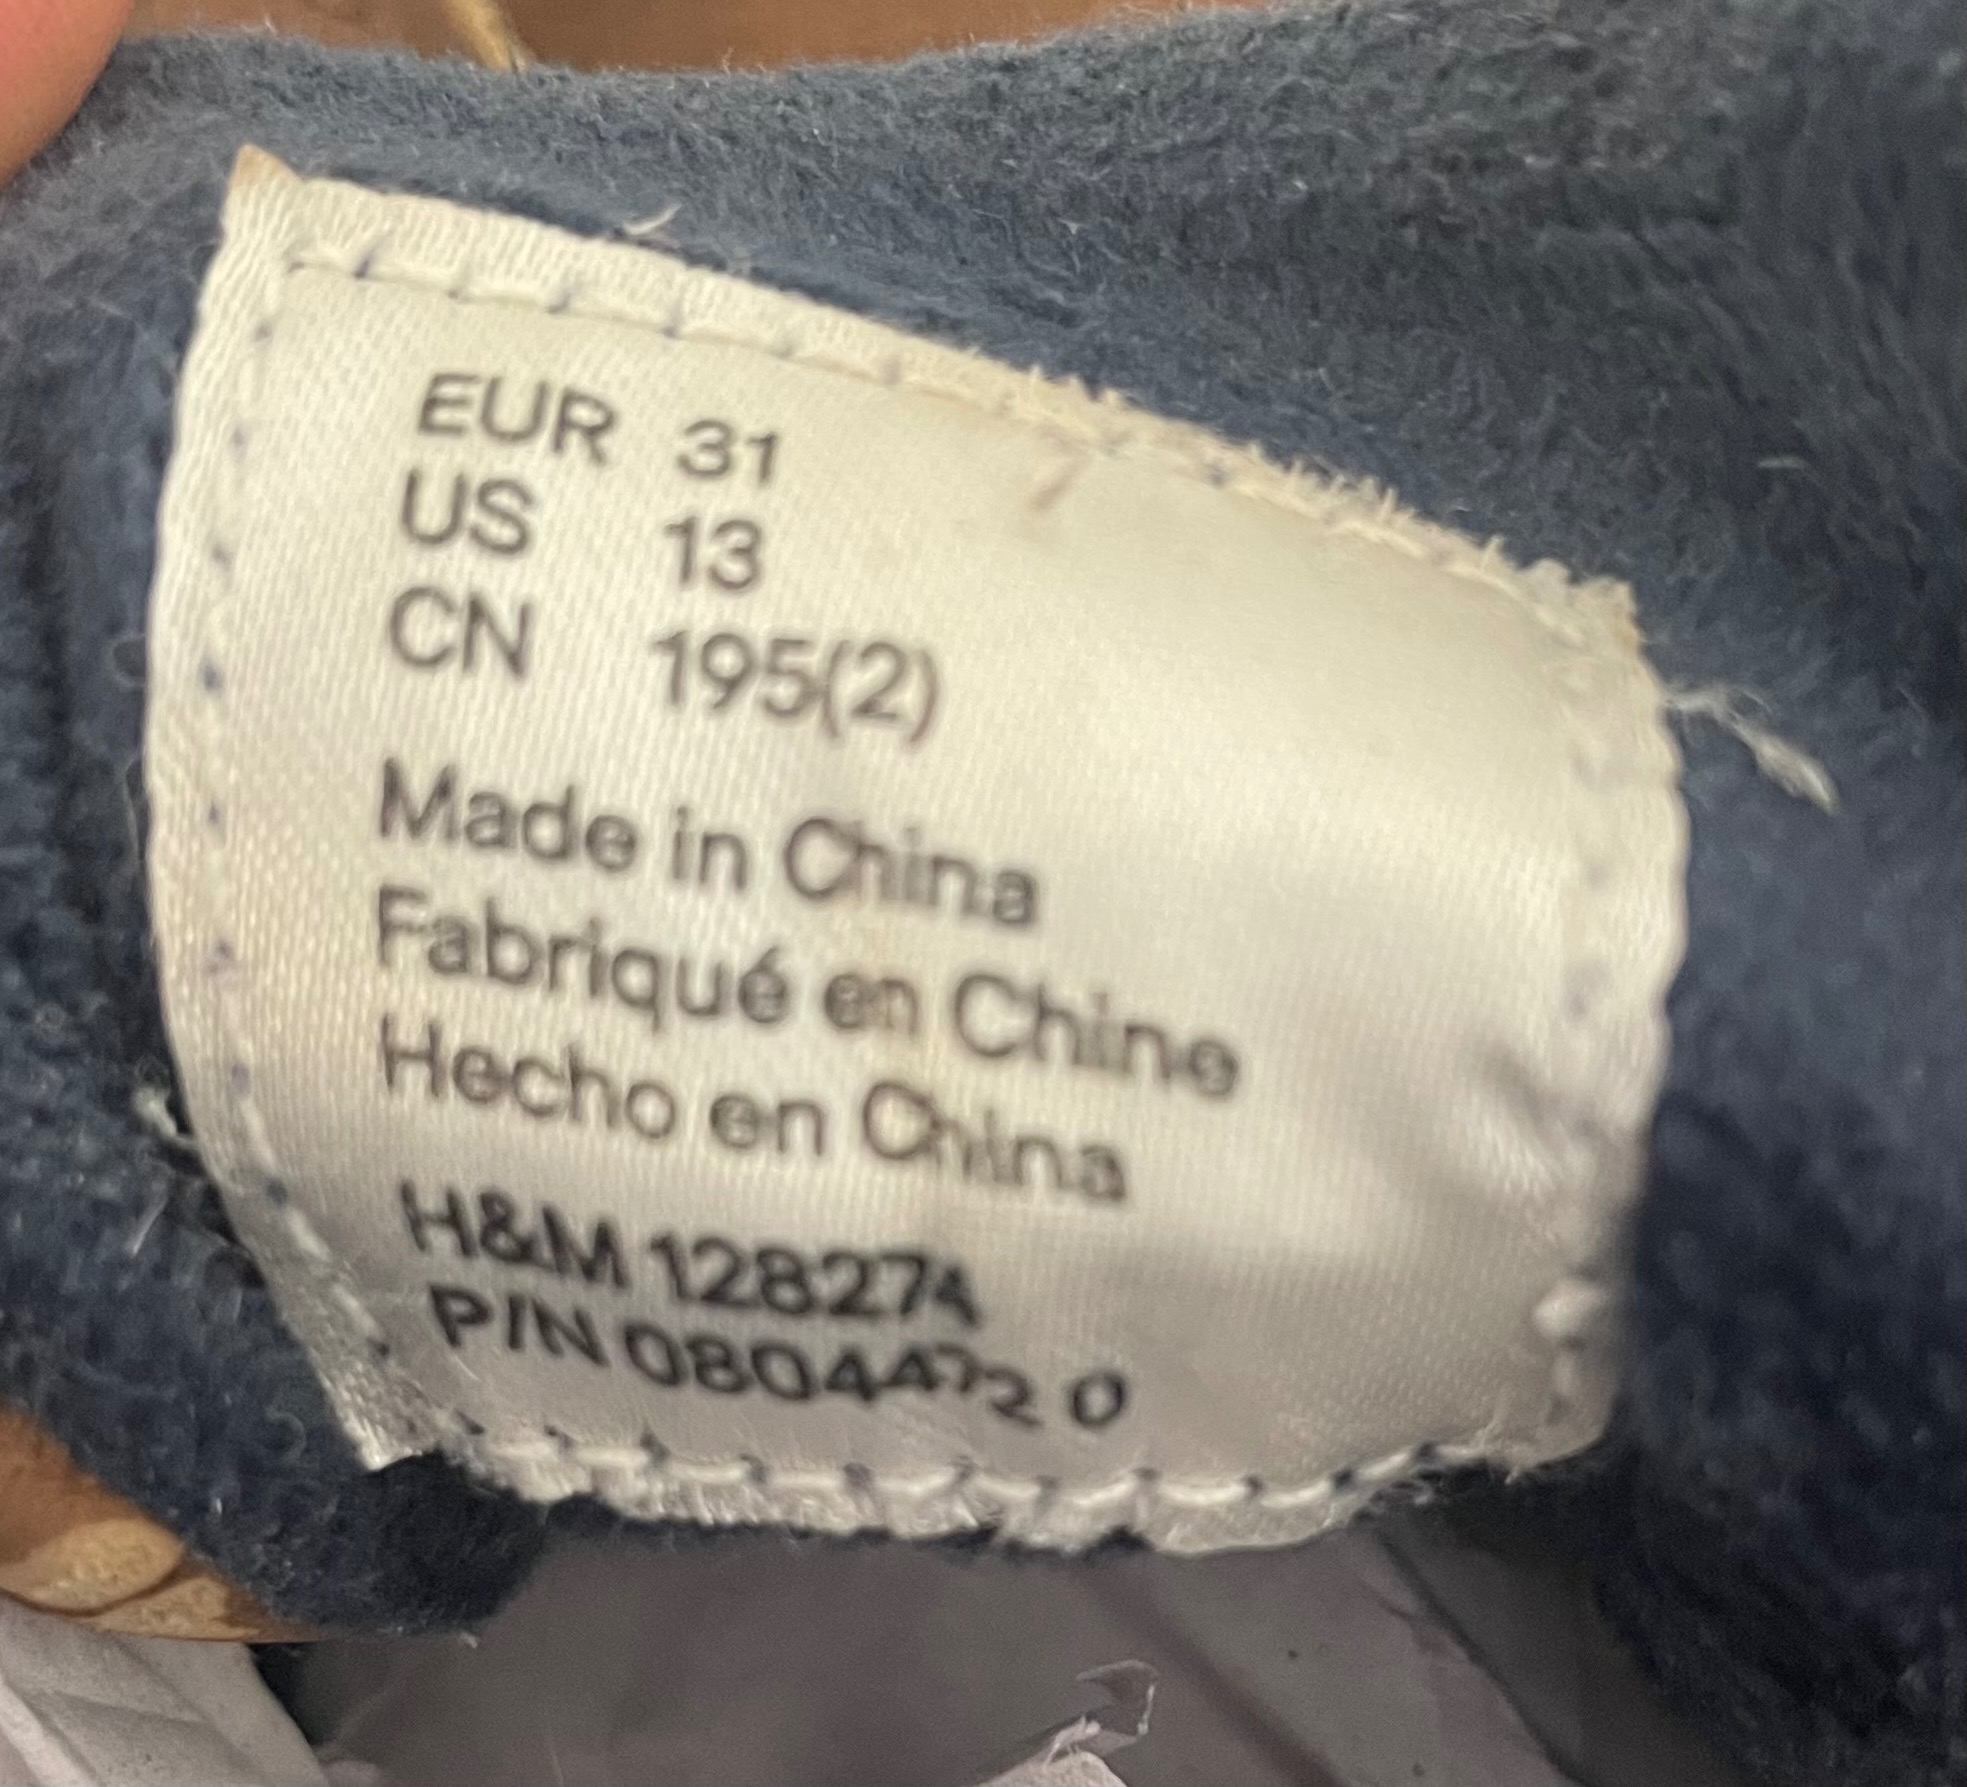 EUR 31
US 13
CN 195(2)
Made in China
Fabriqué en Chine
Hecho en China
H&M 128274
P/N 0804472 0